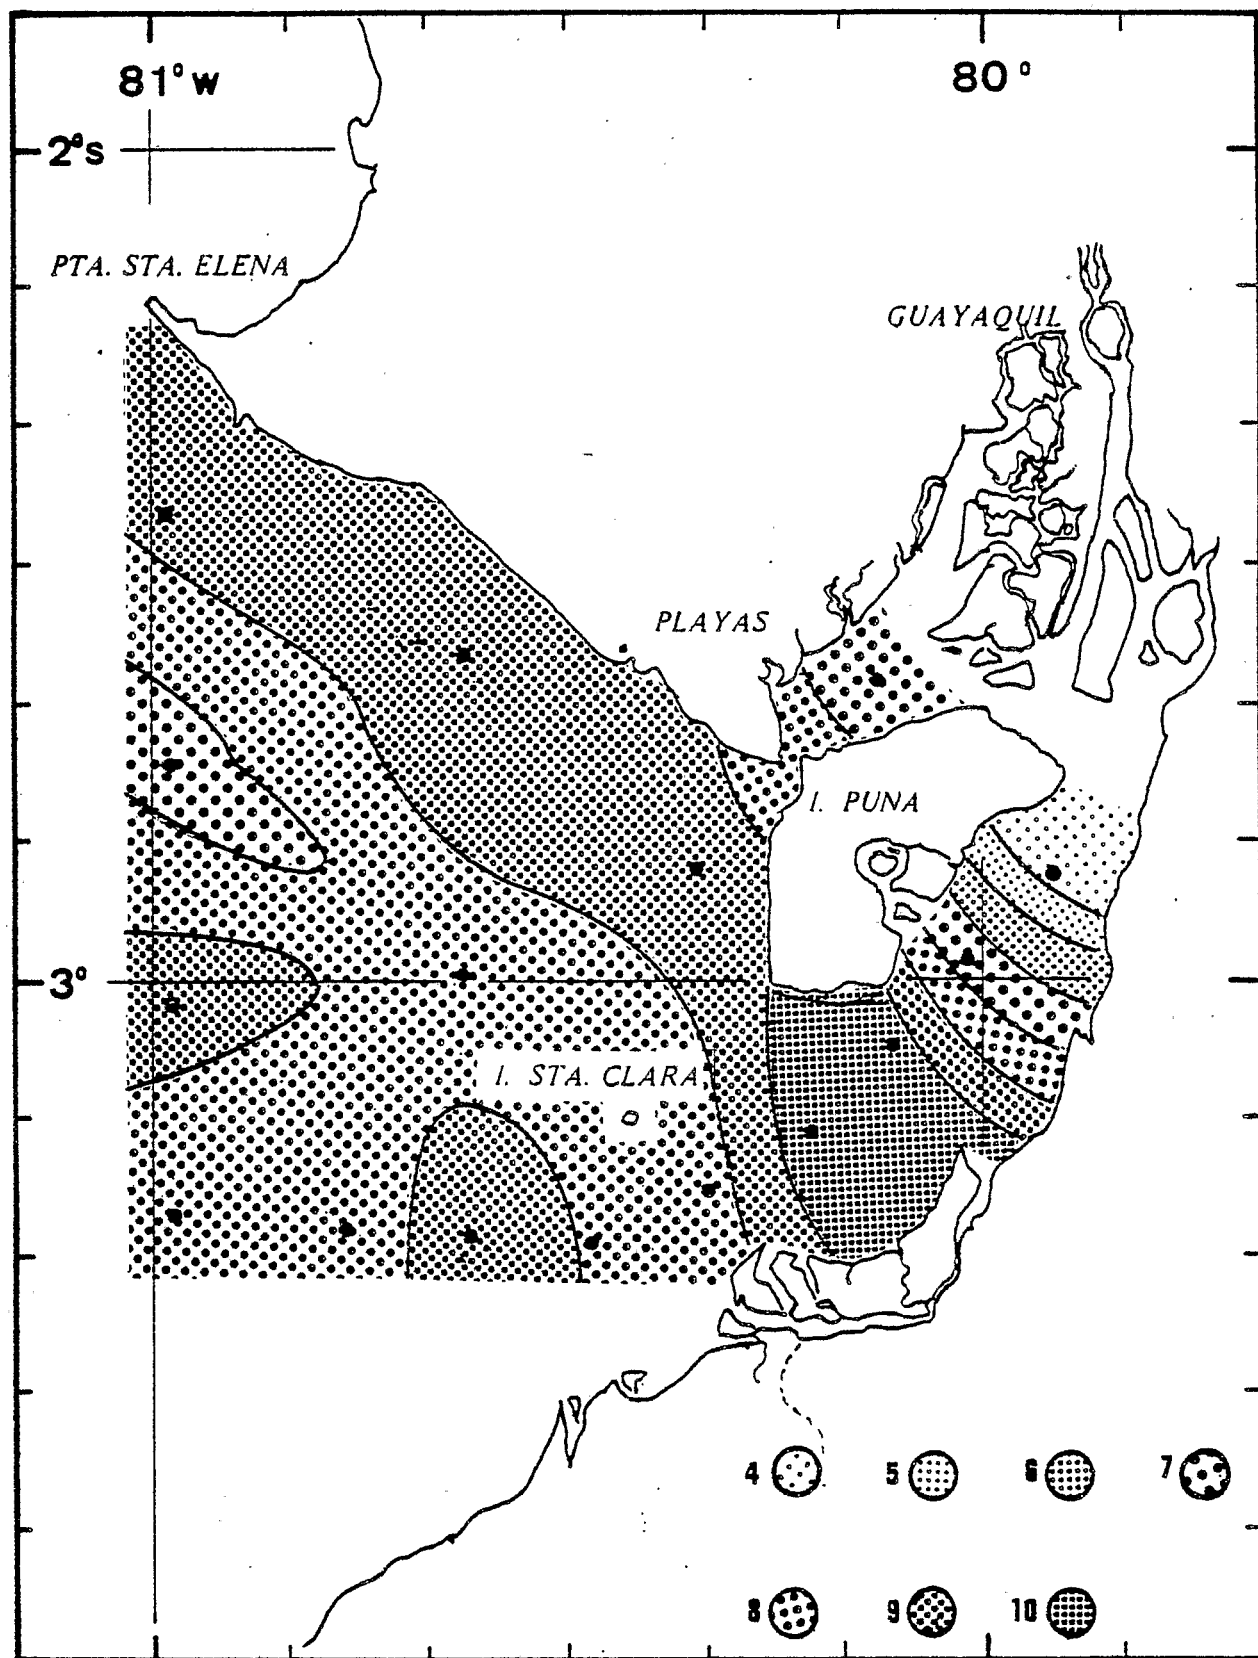 81° W 80°
2°S
PTA. STA. ELENA
GUAYAQUIL
PLAYAS
I. PUNA
3°
I. STA. CLARA
4 5 6 7
8 9 10